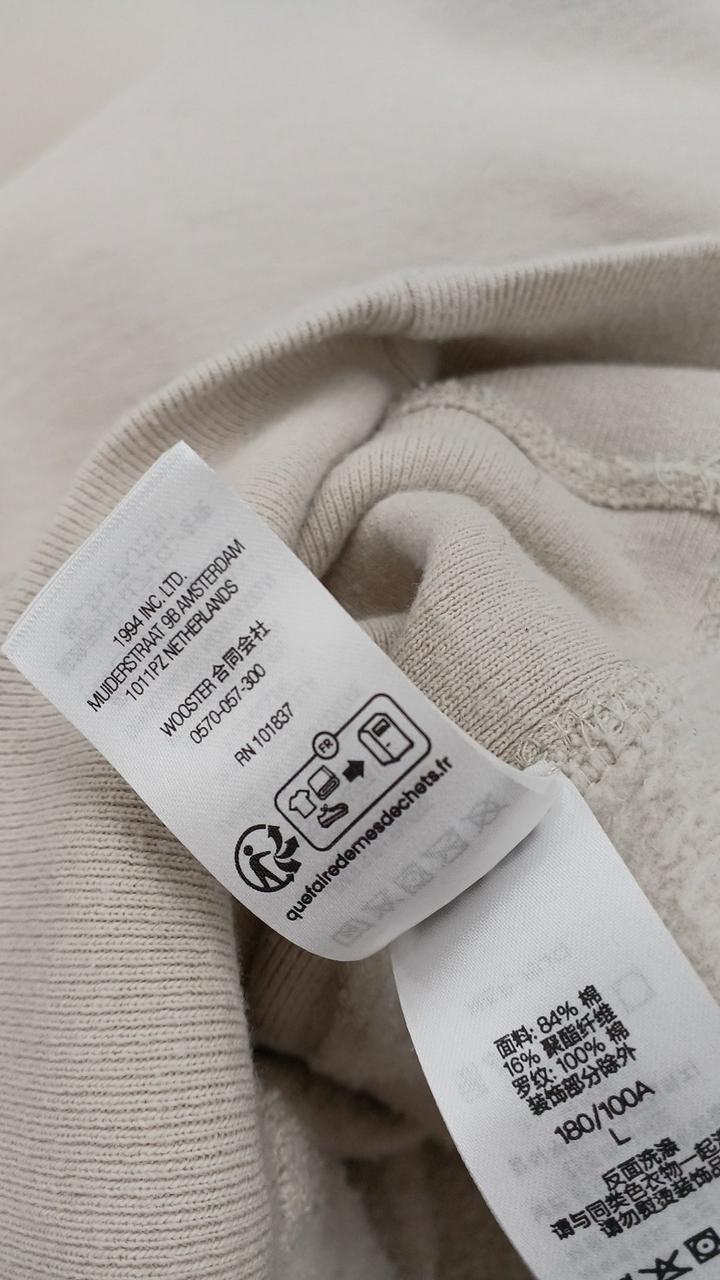 1994 INC. LTD.
MUIDERSTRAAT 9B AMSTERDAM
1011PZ NETHERLANDS
WOOSTER 合同会社
0570-057-300
RN 101837
FR
quefairedemesdechets.fr
面料: 84% 棉
16% 聚酯纤维
罗纹: 100% 棉
装饰部分除外
180/100A
L
反面洗涤
请与同类色衣物一起
请勿熨烫装饰品